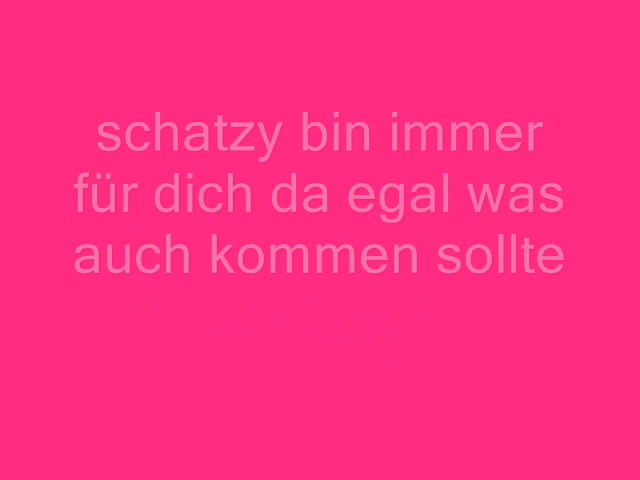 schatzy bin immer
für dich da egal was
auch kommen sollte